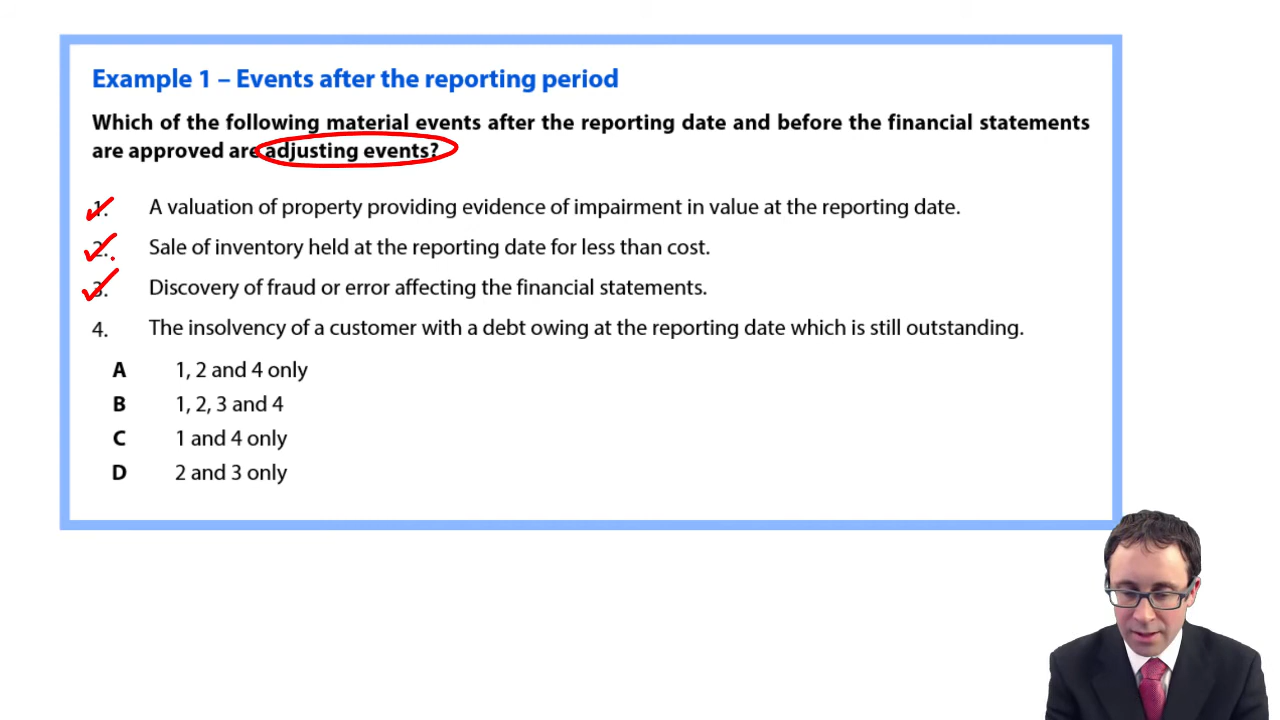 Example 1 – Events after the reporting period
Which of the following material events after the reporting date and before the financial statements
are approved are adjusting events?
1. A valuation of property providing evidence of impairment in value at the reporting date.
2. Sale of inventory held at the reporting date for less than cost.
3. Discovery of fraud or error affecting the financial statements.
4. The insolvency of a customer with a debt owing at the reporting date which is still outstanding.
A 1, 2 and 4 only
B 1, 2, 3 and 4
C 1 and 4 only
D 2 and 3 only